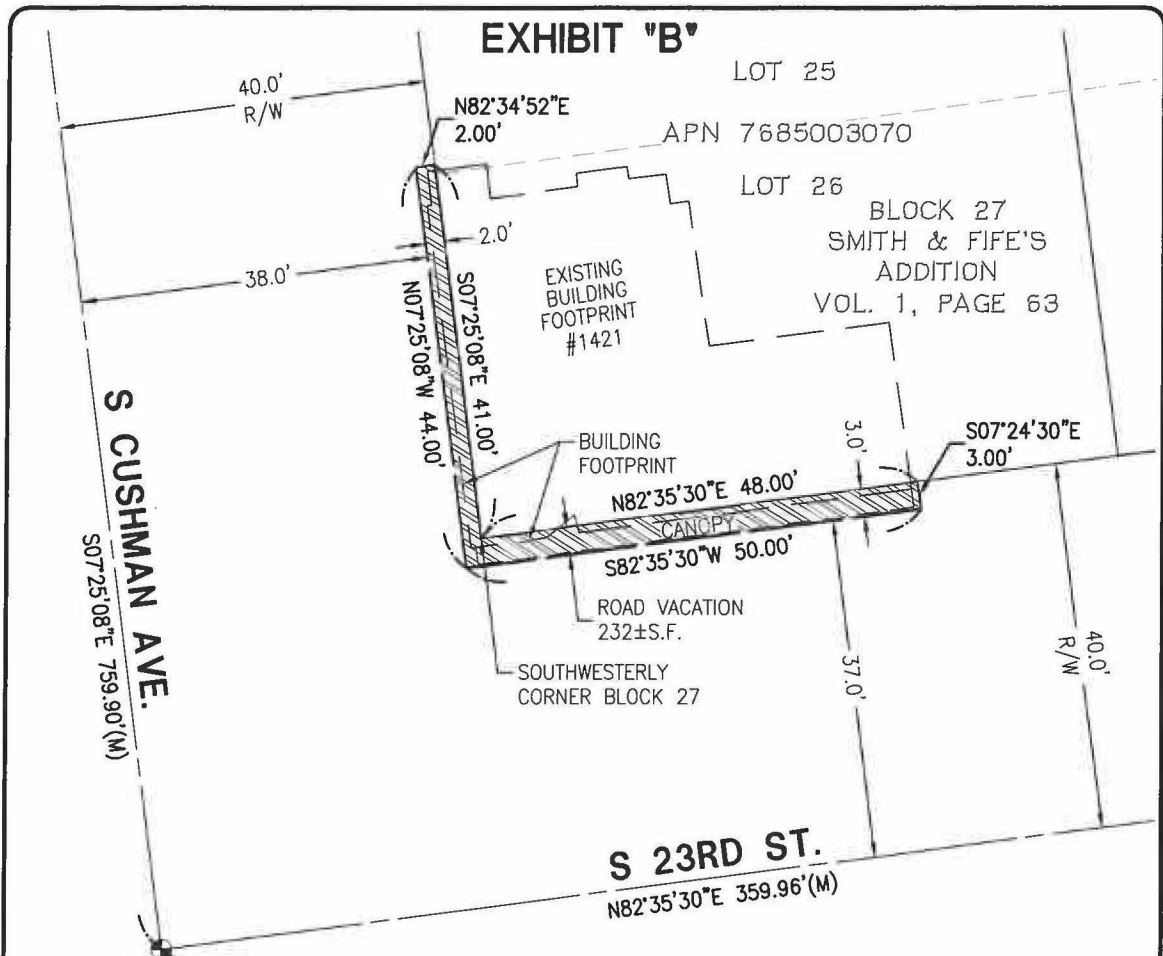 EXHIBIT "B"
LOT 25
40.0'
R/W
N82°34'52"E
2.00'
APN 7685003070
LOT 26
BLOCK 27
SMITH & FIFE'S
ADDITION
VOL. 1, PAGE 63
2.0'
38.0'
EXISTING
BUILDING
FOOTPRINT
#1421
S07°25'08"E 41.00'
N07°25'08"W 44.00'
S CUSHMAN AVE.
S07°25'08"E 759.90'(M)
BUILDING
FOOTPRINT
3.0'
S07°24'30"E
3.00'
N82°35'30"E 48.00'
CANOPY
S82°35'30"W 50.00'
ROAD VACATION
232±S.F.
SOUTHWESTERLY
CORNER BLOCK 27
37.0'
40.0'
R/W
S 23RD ST.
N82°35'30"E 359.96'(M)